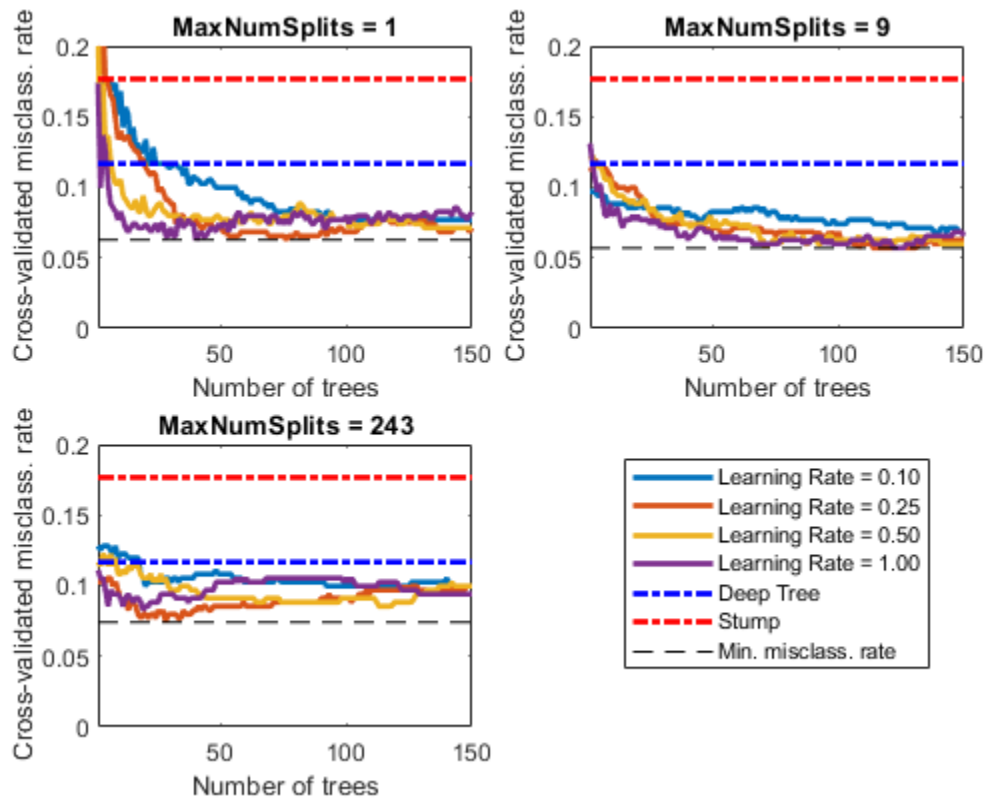 MaxNumSplits = 1
Cross-validated misclass. rate
0.2
0.15
0.1
0.05
0
50
100
150
Number of trees
MaxNumSplits = 9
Cross-validated misclass. rate
0.2
0.15
0.1
0.05
0
50
100
150
Number of trees
MaxNumSplits = 243
Cross-validated misclass. rate
0.2
0.15
0.1
0.05
0
50
100
150
Number of trees
Learning Rate = 0.10
Learning Rate = 0.25
Learning Rate = 0.50
Learning Rate = 1.00
Deep Tree
Stump
Min. misclass. rate